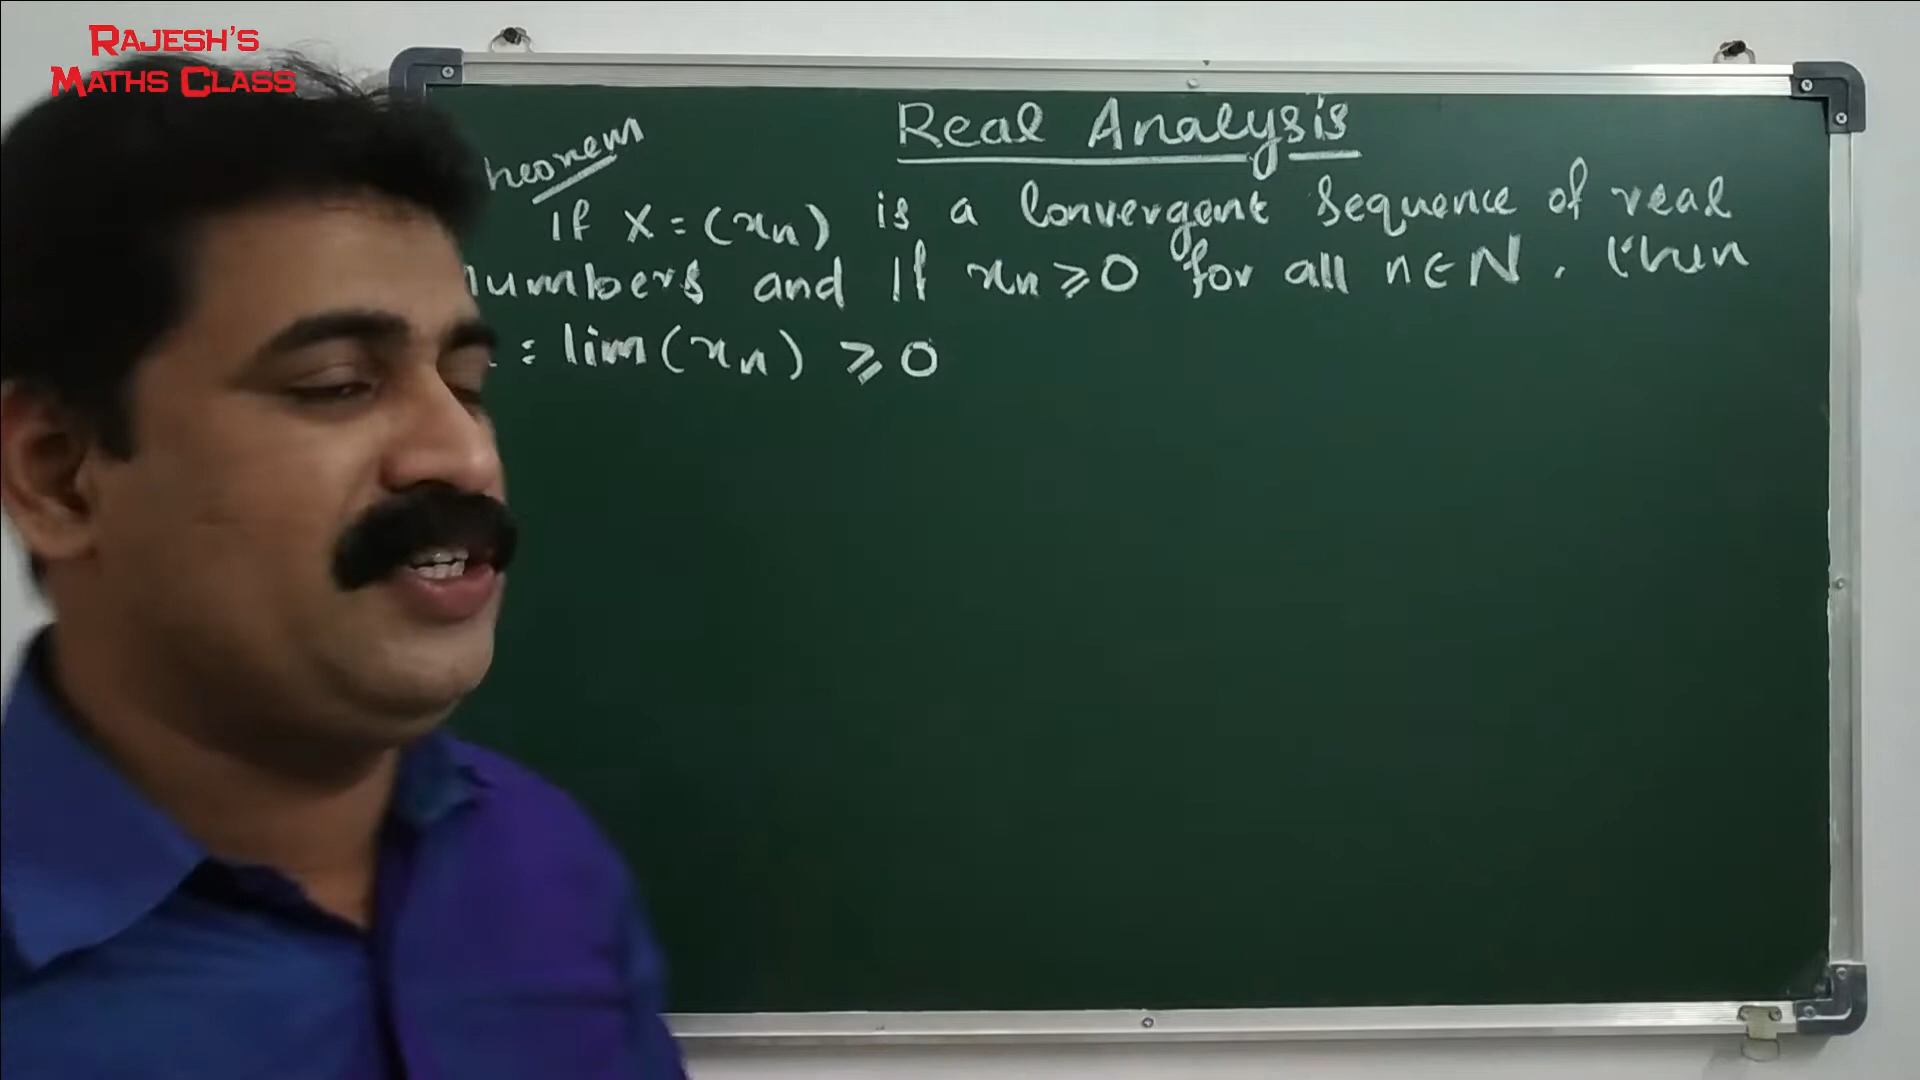 RAJESH'S
MATHS CLASS
Real Analysis
heorem
If X = (xn) is a Convergent Sequence of real
numbers and if xn ⩾ 0 for all n ∈ N . then
= lim (xn) ⩾ 0